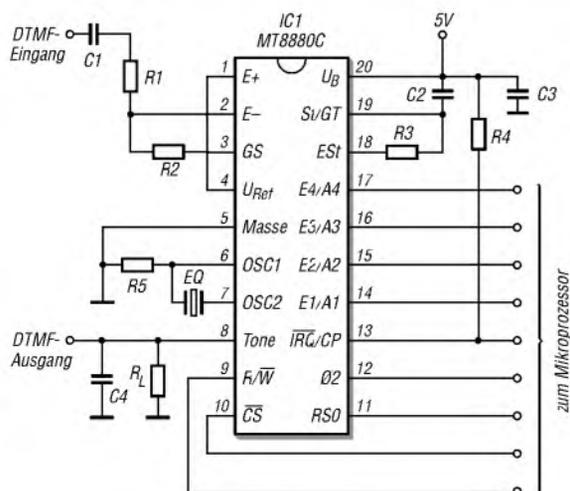 IC1
MT8880C
5V
DTMF-
Eingang
C1
R1
R2
1
E+
2
E–
3
GS
4
URef
5
Masse
6
OSC1
7
OSC2
8
Tone
9
R/W̅
10
C̅S̅
UB
20
St/GT
19
ESt
18
E4/A4
17
E3/A3
16
E2/A2
15
E1/A1
14
I̅R̅Q̅/CP
13
Ø2
12
RS0
11
C2
C3
R3
R4
R5
EQ
DTMF-
Ausgang
C4
RL
zum Mikroprozessor